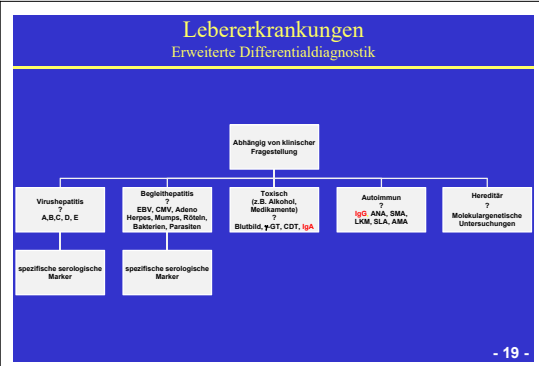 Lebererkrankungen
Erweiterte Differentialdiagnostik
Abhängig von klinischer
Fragestellung
Virushepatitis
?
A,B,C, D, E
Begleithepatitis
?
EBV, CMV, Adeno
Herpes, Mumps, Röteln,
Bakterien, Parasiten
Toxisch
(z.B. Alkohol,
Medikamente)
?
Blutbild, γ-GT, CDT, IgA
Autoimmun
?
IgG ANA, SMA,
LKM, SLA, AMA
Hereditär
?
Molekulargenetische
Untersuchungen
spezifische serologische
Marker
spezifische serologische
Marker
- 19 -